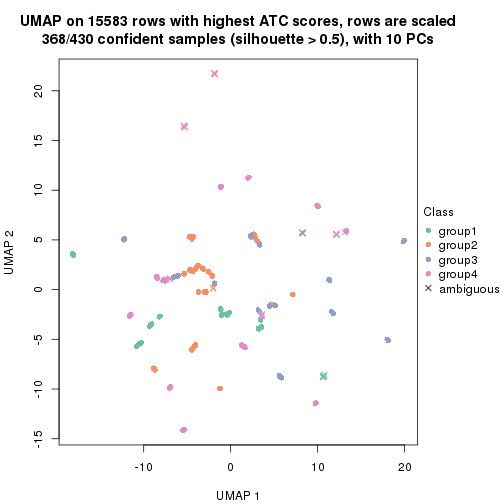 UMAP on 15583 rows with highest ATC scores, rows are scaled
368/430 confident samples (silhouette > 0.5), with 10 PCs
20
15
10
5
0
-5
-10
-15
UMAP 2
-10
0
10
20
UMAP 1
Class
group1
group2
group3
group4
ambiguous